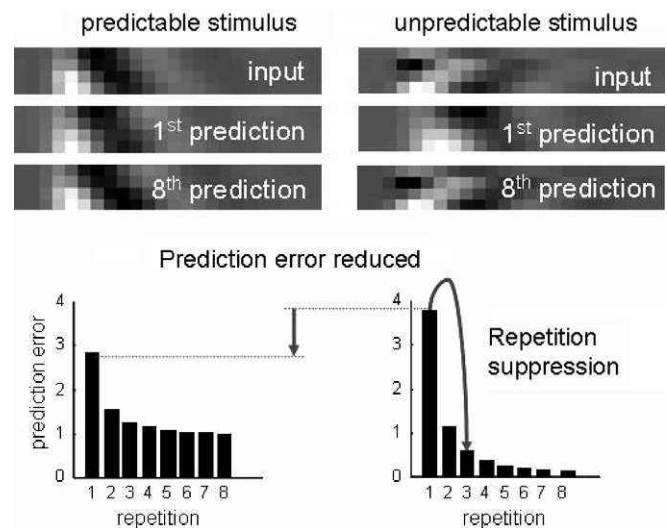 predictable stimulus
unpredictable stimulus
input
input
1st prediction
1st prediction
8th prediction
8th prediction
Prediction error reduced
4
3
2
1
0
prediction error
1 2 3 4 5 6 7 8
repetition
4
3
2
1
0
Repetition
suppression
1 2 3 4 5 6 7 8
repetition